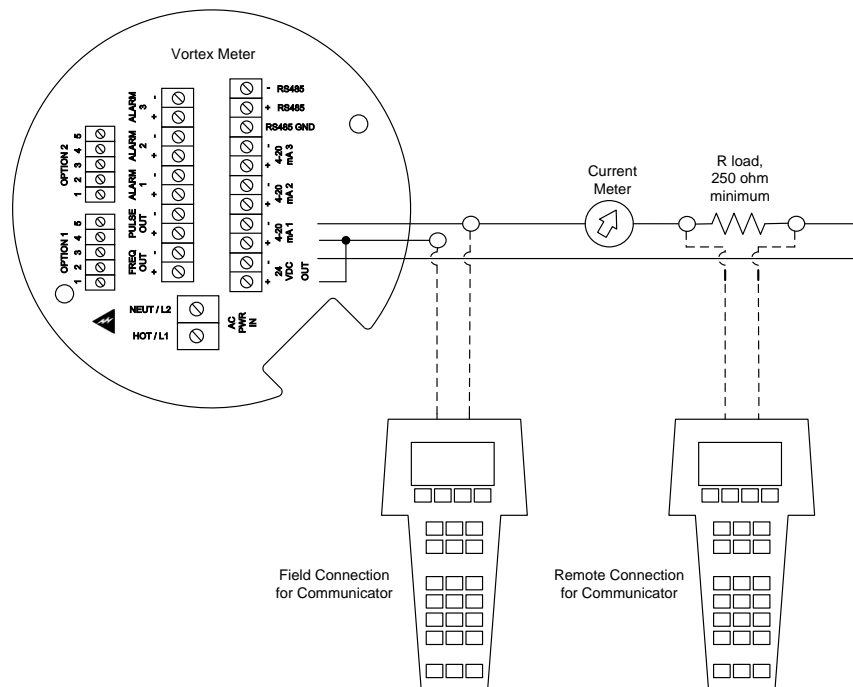 Vortex Meter
- RS485
+ RS485
RS485 GND
- 4-20
+ mA 3
- 4-20
+ mA 2
- 4-20
+ mA 1
- 24
+ VDC
OUT
ALARM
3
-
+
ALARM
2
-
+
ALARM
1
-
+
PULSE
OUT
-
+
FREQ
OUT
-
+
OPTION 2
5
4
3
2
1
OPTION 1
5
4
3
2
1
NEUT / L2
HOT / L1
AC
PWR
IN
Current
Meter
R load,
250 ohm
minimum
Field Connection
for Communicator
Remote Connection
for Communicator